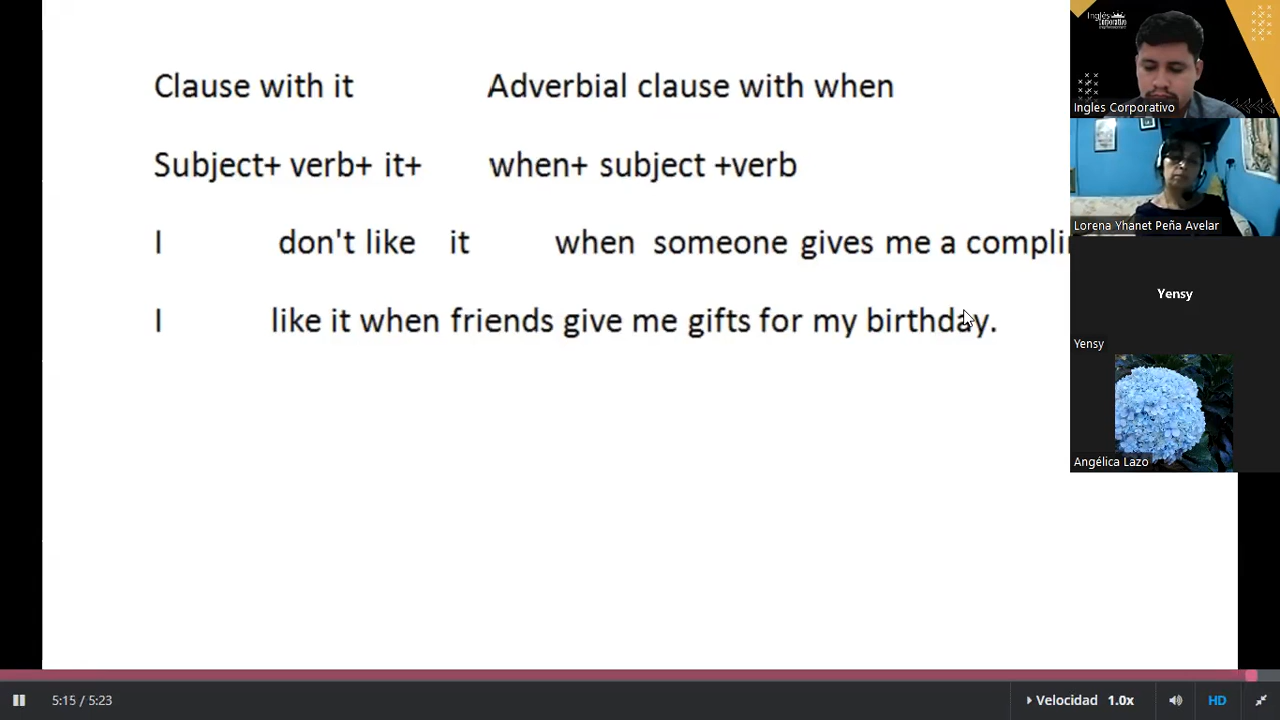 Clause with it Adverbial clause with when
Subject+ verb+ it+ when+ subject +verb
I don't like it when someone gives me a compli
I like it when friends give me gifts for my birthday.
Inglés
Corporativo
Ingles Corporativo
Lorena Yhanet Peña Avelar
Yensy
Yensy
Angélica Lazo
5:15 / 5:23
Velocidad 1.0x
HD